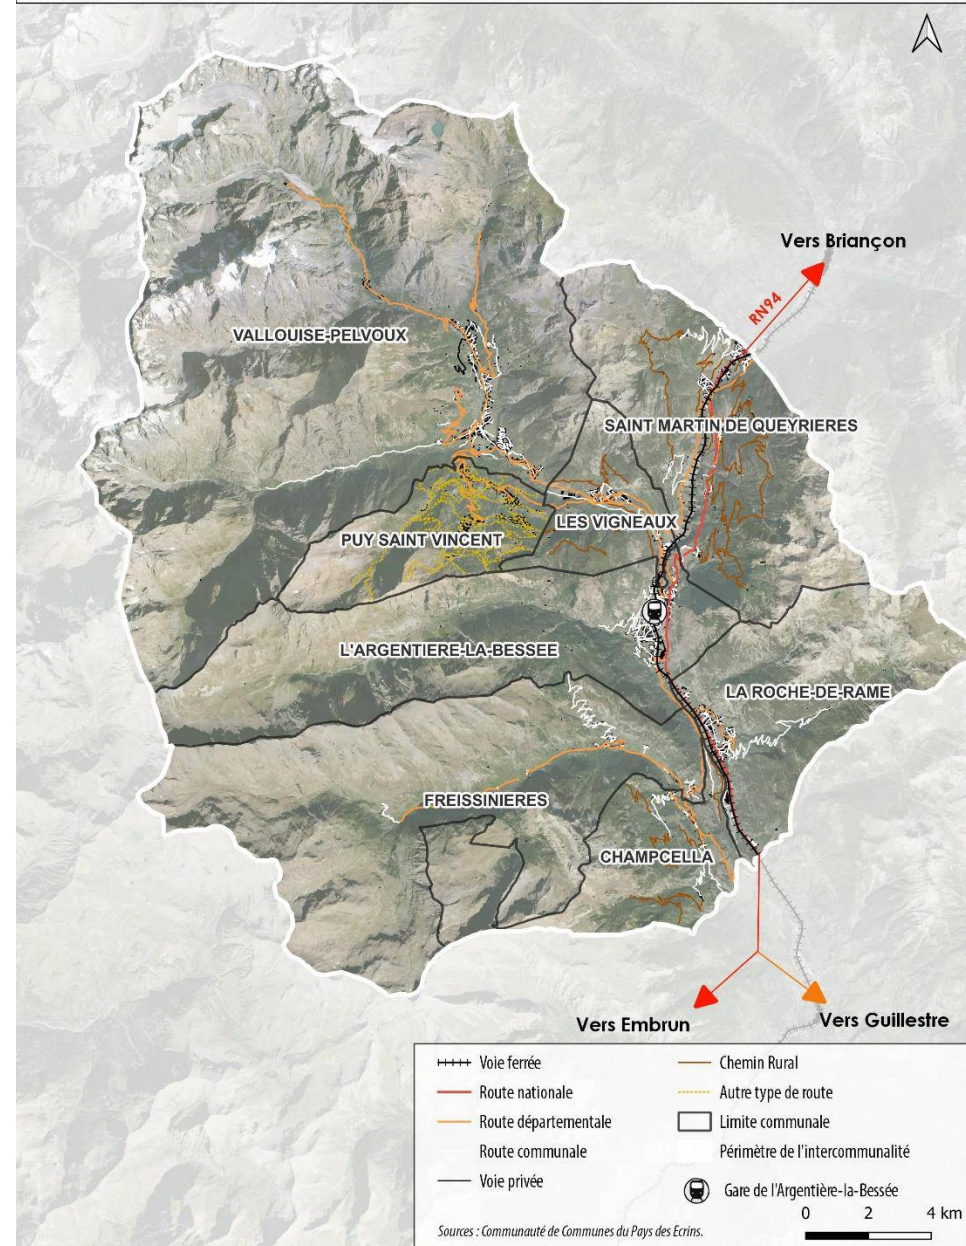 Vers Briançon
RN94
VALLOUISE-PELVOUX
SAINT MARTIN DE QUEYRIERES
LES VIGNEAUX
PUY SAINT VINCENT
L'ARGENTIERE-LA-BESSEE
LA ROCHE-DE-RAME
FREISSINIERES
CHAMPCELLA
Vers Embrun
Vers Guillestre
Voie ferrée
Route nationale
Route départementale
Route communale
Voie privée
Chemin Rural
Autre type de route
Limite communale
Périmètre de l'intercommunalité
Gare de l'Argentière-la-Bessée
0 2 4 km
Sources : Communauté de Communes du Pays des Ecrins.